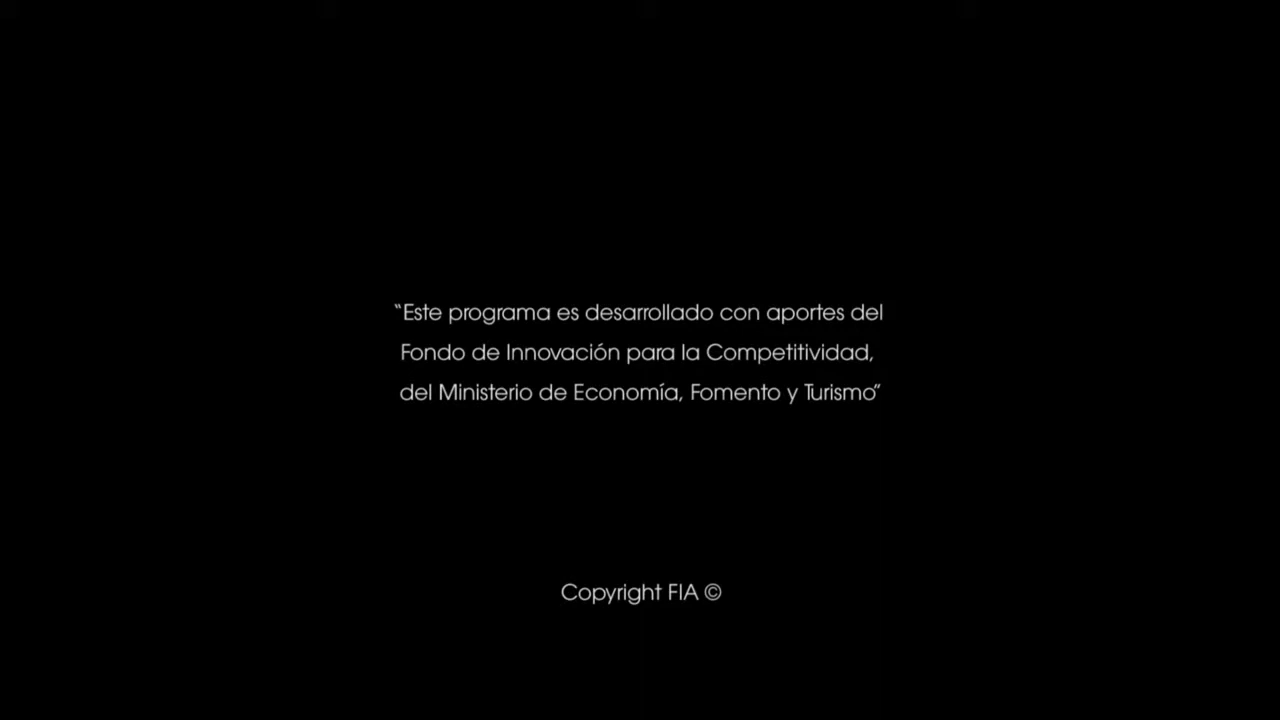 “Este programa es desarrollado con aportes del
Fondo de Innovación para la Competitividad,
del Ministerio de Economía, Fomento y Turismo”
Copyright FIA ©